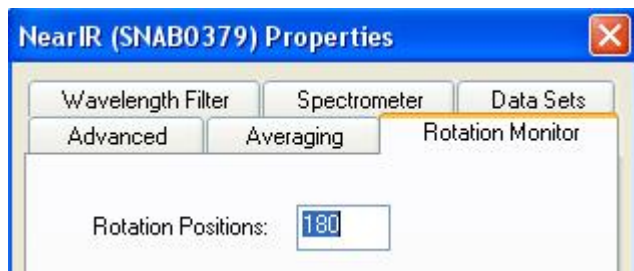 NearIR (SNAB0379) Properties
Wavelength Filter Spectrometer Data Sets
Advanced Averaging Rotation Monitor
Rotation Positions: 180